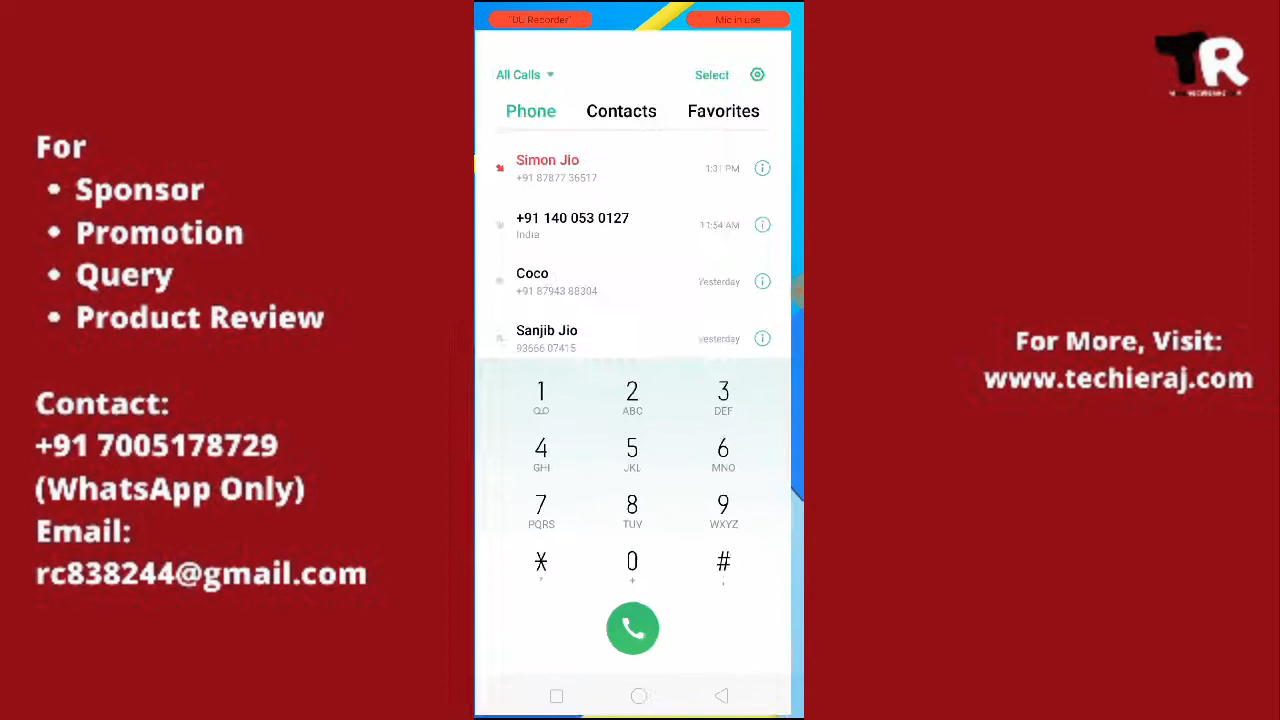 For
• Sponsor
• Promotion
• Query
• Product Review
Contact:
+91 7005178729
(WhatsApp Only)
Email:
rc838244@gmail.com
"DU Recorder"
Mic in use
All Calls
Select
Phone Contacts Favorites
Simon Jio
+91 87877 36517
1:31 PM
+91 140 053 0127
India
11:54 AM
Coco
+91 87943 88304
Yesterday
Sanjib Jio
93666 07415
Yesterday
1 2 3
ABC DEF
4 5 6
GHI JKL MNO
7 8 9
PQRS TUV WXYZ
* 0 #
, + ;
TR
For More, Visit:
www.techieraj.com